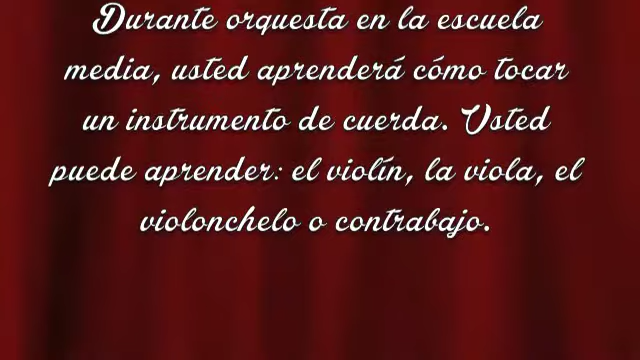 Durante orquesta en la escuela
media, usted aprenderá cómo tocar
un instrumento de cuerda. Usted
puede aprender: el violín, la viola, el
violonchelo o contrabajo.